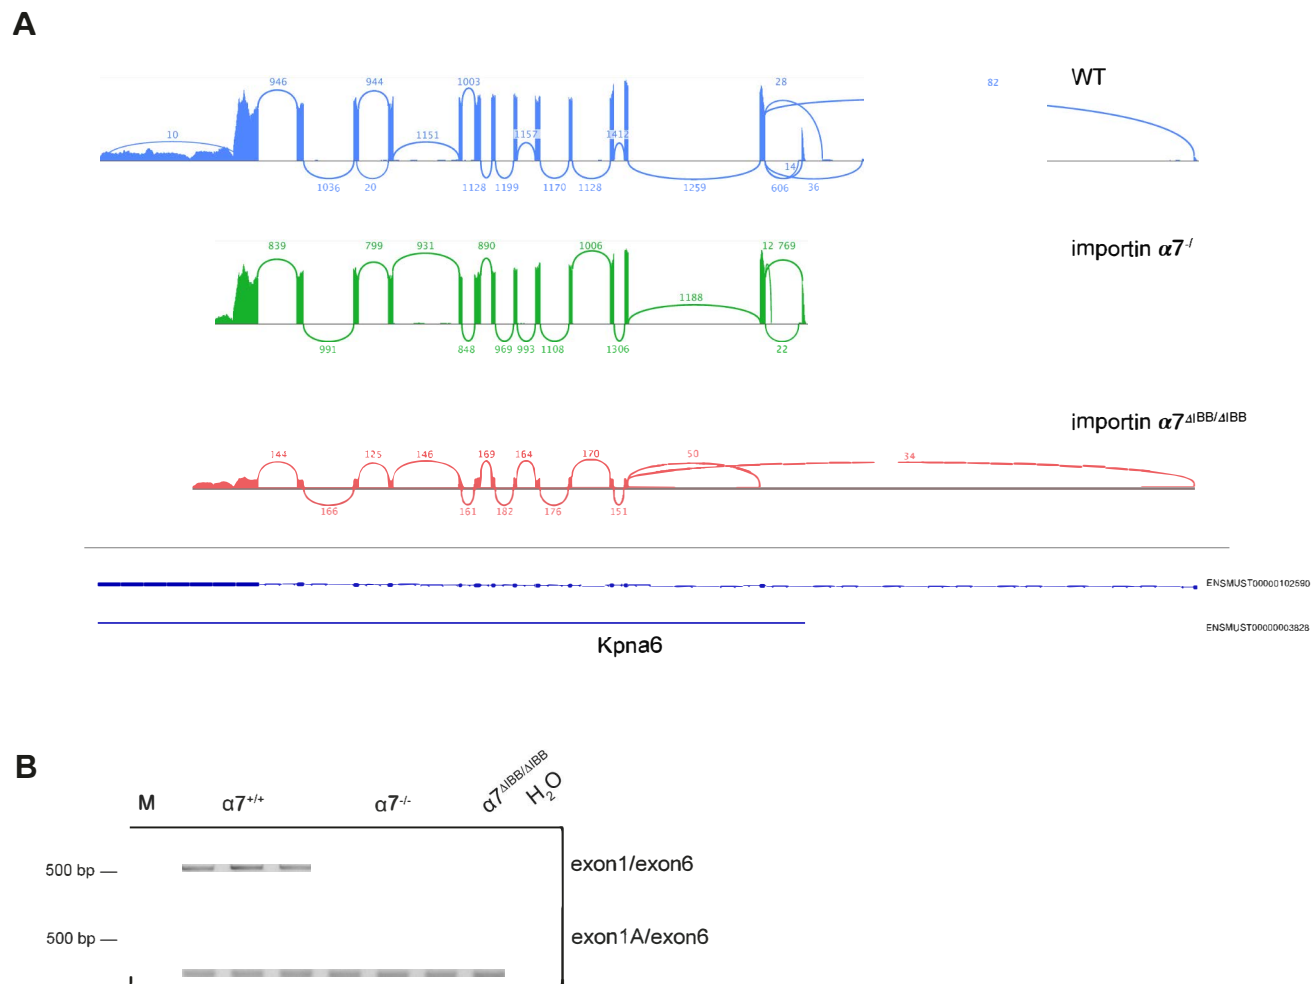 A
946 944 1003 28 82 WT
10 1151 1157 1412
14
1036 20 1128 1199 1170 1128 1259 606 36
839 799 931 890 1006 12 769 importin α7-/
1188
991 848 969 993 1108 1306 22
importin α7ΔIBB/ΔIBB
144 125 146 169 164 170 50 34
166 161 182 176 151
ENSMUST00000102590
ENSMUST00000003828
Kpna6
B
M α7+/+ α7-/- α7ΔIBB/ΔIBB H2O
500 bp exon1/exon6
500 bp exon1A/exon6